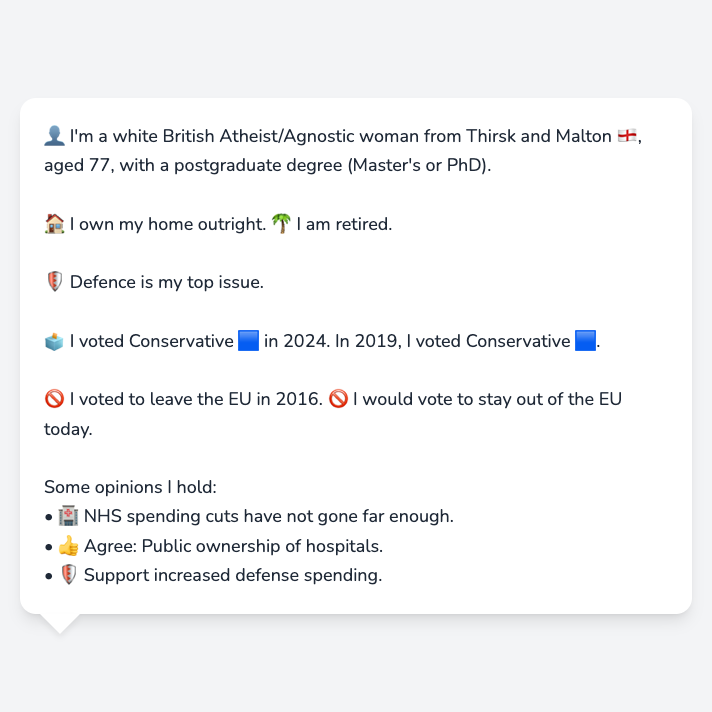 👤 I'm a white British Atheist/Agnostic woman from Thirsk and Malton 🏴󠁧󠁢󠁥󠁮󠁧󠁿,
aged 77, with a postgraduate degree (Master's or PhD).
🏠 I own my home outright. 🌴 I am retired.
🛡️ Defence is my top issue.
🗳️ I voted Conservative 🟦 in 2024. In 2019, I voted Conservative 🟦.
🚫 I voted to leave the EU in 2016. 🚫 I would vote to stay out of the EU
today.
Some opinions I hold:
• 🏥 NHS spending cuts have not gone far enough.
• 👍 Agree: Public ownership of hospitals.
• 🛡️ Support increased defense spending.